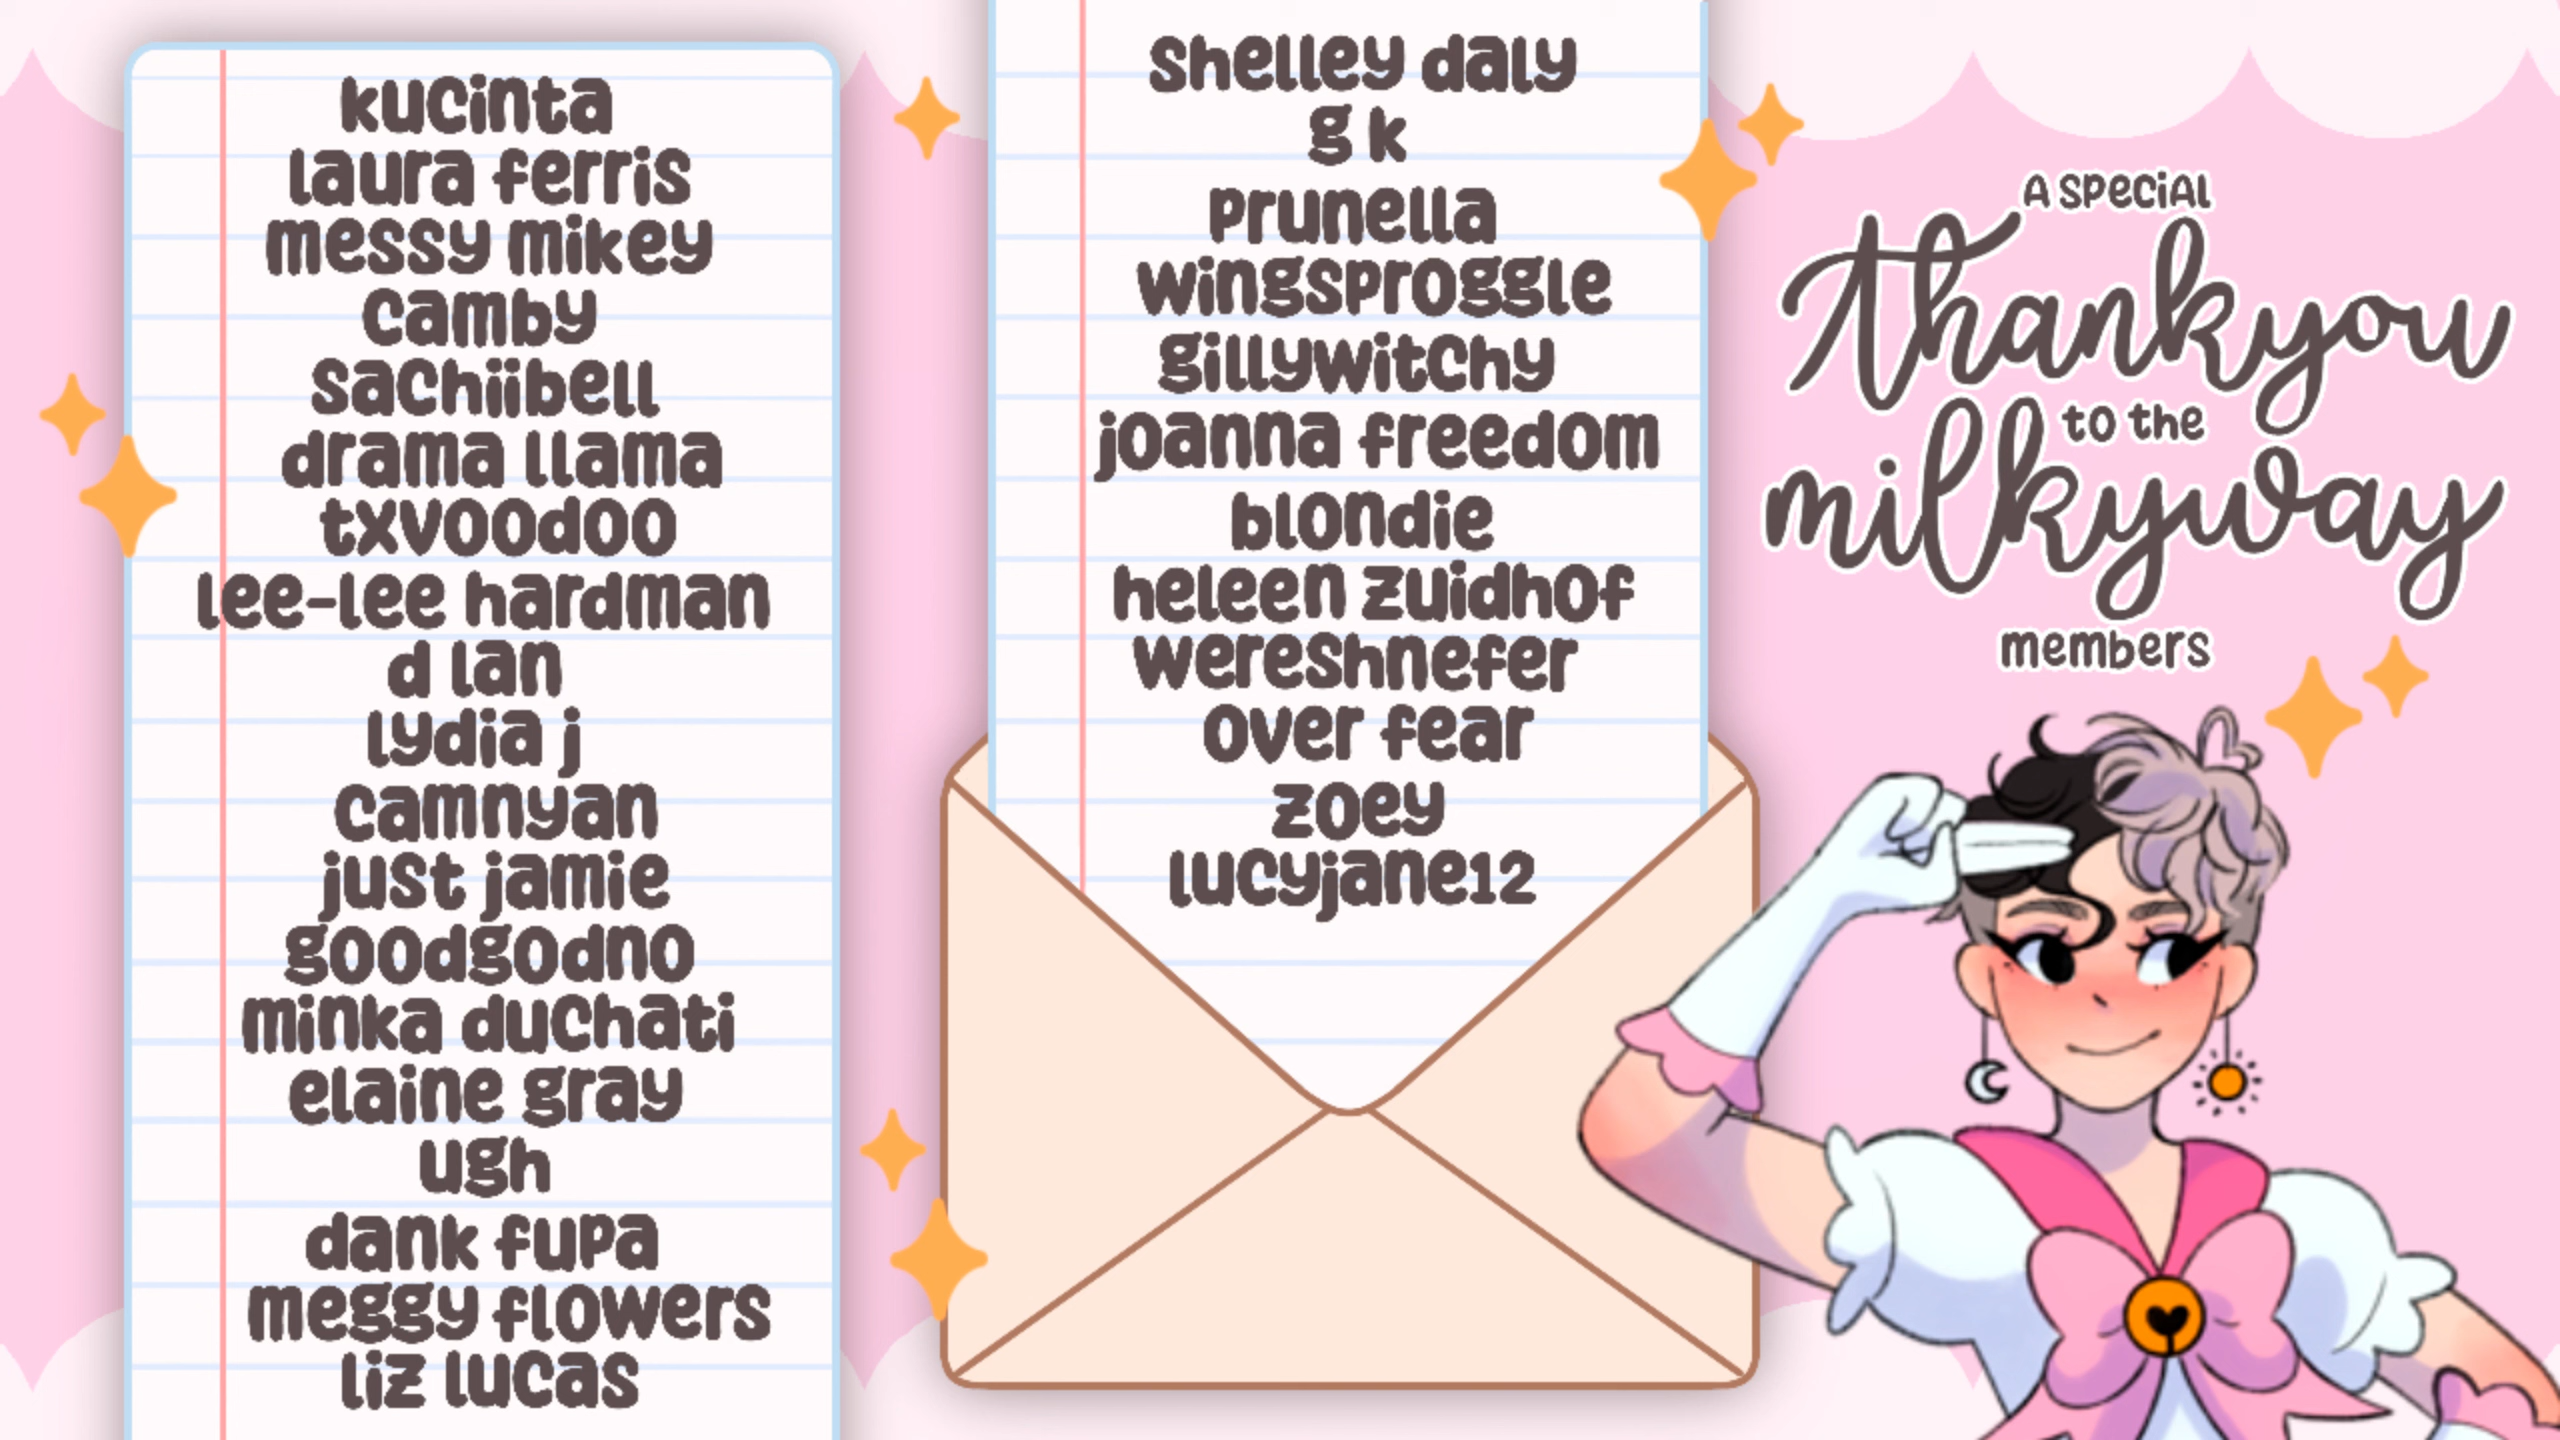 kucinta
laura ferris
messy mikey
camby
sachiibell
drama llama
txvoodoo
lee-lee hardman
d lan
lydia j
camnyan
just jamie
goodgodno
minka duchati
elaine gray
ugh
dank fupa
meggy flowers
liz lucas
shelley daly
g k
prunella
wingsproggle
gillywitchy
joanna freedom
blondie
heleen zuidhof
wereshnefer
over fear
zoey
lucyjane12
A SPECIAL
thankyou
to the
milkyway
members